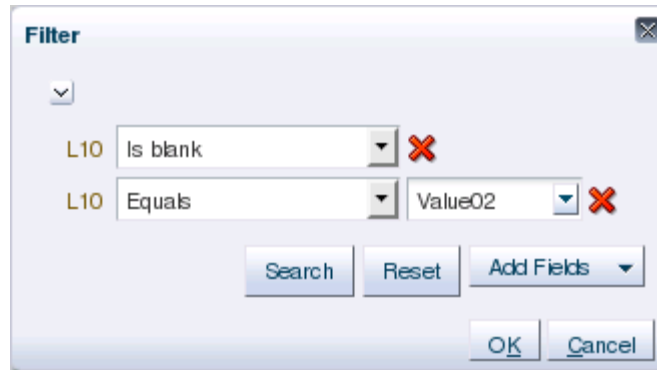 Filter
L10 Is blank
L10 Equals Value02
Search Reset Add Fields
OK Cancel